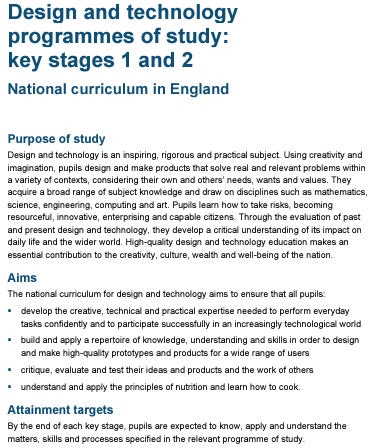 Design and technology
programmes of study:
key stages 1 and 2
National curriculum in England
Purpose of study
Design and technology is an inspiring, rigorous and practical subject. Using creativity and
imagination, pupils design and make products that solve real and relevant problems within
a variety of contexts, considering their own and others’ needs, wants and values. They
acquire a broad range of subject knowledge and draw on disciplines such as mathematics,
science, engineering, computing and art. Pupils learn how to take risks, becoming
resourceful, innovative, enterprising and capable citizens. Through the evaluation of past
and present design and technology, they develop a critical understanding of its impact on
daily life and the wider world. High-quality design and technology education makes an
essential contribution to the creativity, culture, wealth and well-being of the nation.
Aims
The national curriculum for design and technology aims to ensure that all pupils:
▪ develop the creative, technical and practical expertise needed to perform everyday
tasks confidently and to participate successfully in an increasingly technological world
▪ build and apply a repertoire of knowledge, understanding and skills in order to design
and make high-quality prototypes and products for a wide range of users
▪ critique, evaluate and test their ideas and products and the work of others
▪ understand and apply the principles of nutrition and learn how to cook.
Attainment targets
By the end of each key stage, pupils are expected to know, apply and understand the
matters, skills and processes specified in the relevant programme of study.